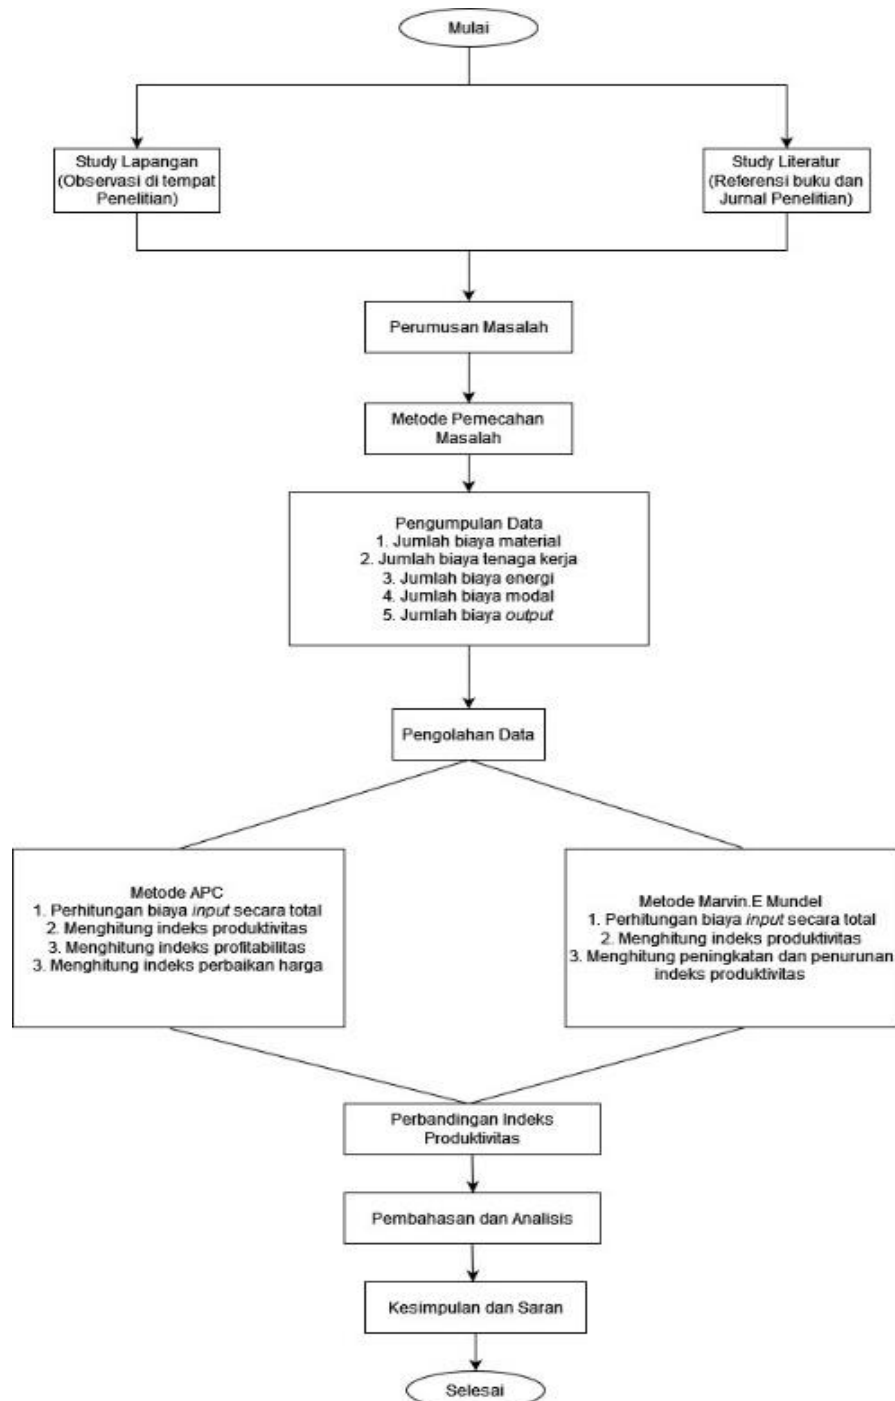 Mulai
Study Lapangan
(Observasi di tempat
Penelitian)
Study Literatur
(Referensi buku dan
Jurnal Penelitian)
Perumusan Masalah
Metode Pemecahan
Masalah
Pengumpulan Data
1. Jumlah biaya material
2. Jumlah biaya tenaga kerja
3. Jumlah biaya energi
4. Jumlah biaya modal
5. Jumlah biaya output
Pengolahan Data
Metode APC
1. Perhitungan biaya input secara total
2. Menghitung indeks produktivitas
3. Menghitung indeks profitabilitas
3. Menghitung indeks perbaikan harga
Metode Marvin.E Mundel
1. Perhitungan biaya input secara total
2. Menghitung indeks produktivitas
3. Menghitung peningkatan dan penurunan
indeks produktivitas
Perbandingan Indeks
Produktivitas
Pembahasan dan Analisis
Kesimpulan dan Saran
Selesai